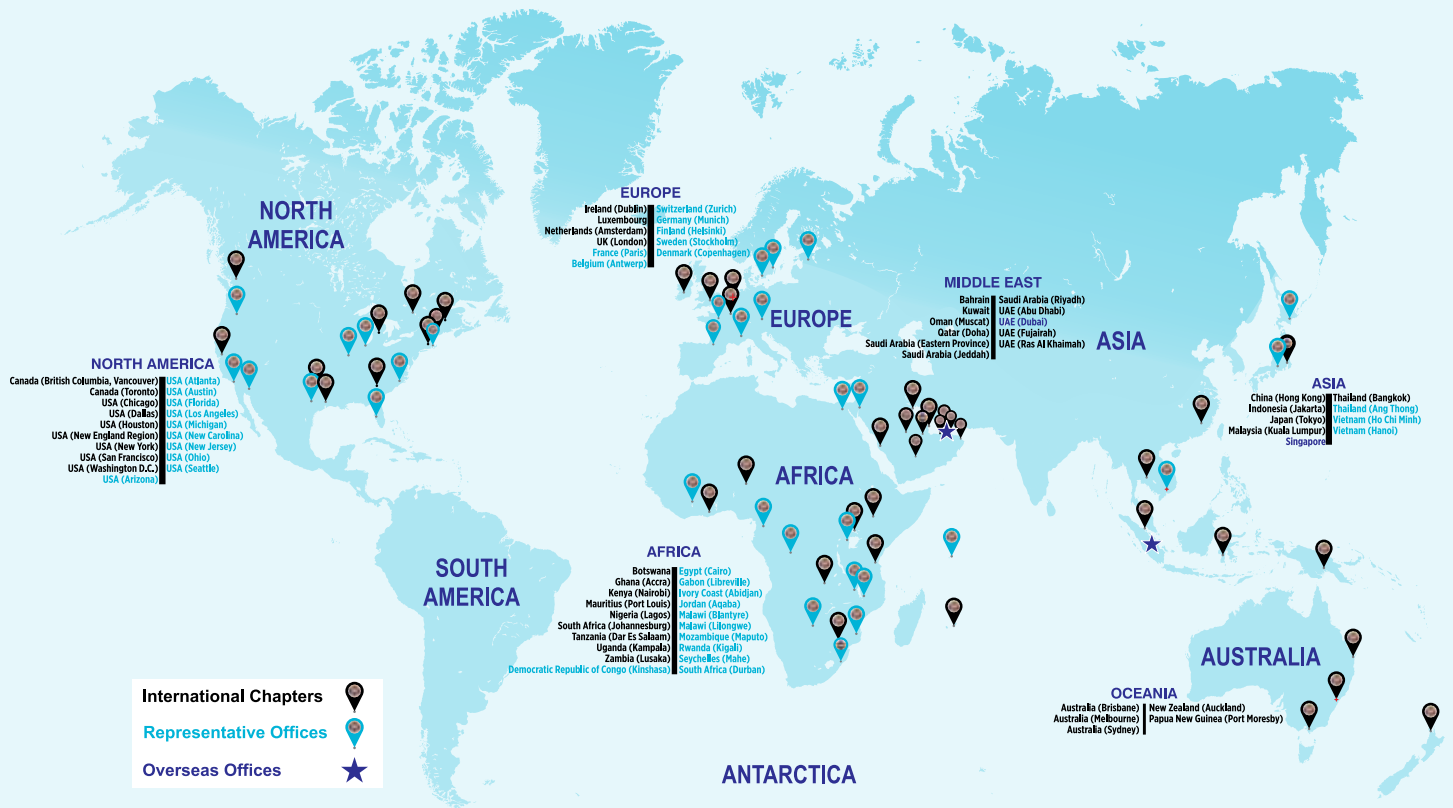 NORTH
AMERICA
EUROPE
Ireland (Dublin) Switzerland (Zurich)
Luxembourg Germany (Munich)
Netherlands (Amsterdam) Finland (Helsinki)
UK (London) Sweden (Stockholm)
France (Paris) Denmark (Copenhagen)
Belgium (Antwerp)
EUROPE
MIDDLE EAST
Bahrain Saudi Arabia (Riyadh)
Kuwait UAE (Abu Dhabi)
Oman (Muscat) UAE (Dubai)
Qatar (Doha) UAE (Fujairah)
Saudi Arabia (Eastern Province) UAE (Ras Al Khaimah)
Saudi Arabia (Jeddah)
ASIA
NORTH AMERICA
Canada (British Columbia, Vancouver) USA (Atlanta)
Canada (Toronto) USA (Austin)
USA (Chicago) USA (Florida)
USA (Dallas) USA (Los Angeles)
USA (Houston) USA (Michigan)
USA (New England Region) USA (New Carolina)
USA (New York) USA (New Jersey)
USA (San Francisco) USA (Ohio)
USA (Washington D.C.) USA (Seattle)
USA (Arizona)
ASIA
China (Hong Kong) Thailand (Bangkok)
Indonesia (Jakarta) Thailand (Ang Thong)
Japan (Tokyo) Vietnam (Ho Chi Minh)
Malaysia (Kuala Lumpur) Vietnam (Hanoi)
Singapore
AFRICA
SOUTH
AMERICA
AFRICA
Botswana Egypt (Cairo)
Ghana (Accra) Gabon (Libreville)
Kenya (Nairobi) Ivory Coast (Abidjan)
Mauritius (Port Louis) Jordan (Aqaba)
Nigeria (Lagos) Malawi (Blantyre)
South Africa (Johannesburg) Malawi (Lilongwe)
Tanzania (Dar Es Salaam) Mozambique (Maputo)
Uganda (Kampala) Rwanda (Kigali)
Zambia (Lusaka) Seychelles (Mahe)
Democratic Republic of Congo (Kinshasa) South Africa (Durban)
AUSTRALIA
OCEANIA
Australia (Brisbane) New Zealand (Auckland)
Australia (Melbourne) Papua New Guinea (Port Moresby)
Australia (Sydney)
International Chapters
Representative Offices
Overseas Offices
ANTARCTICA